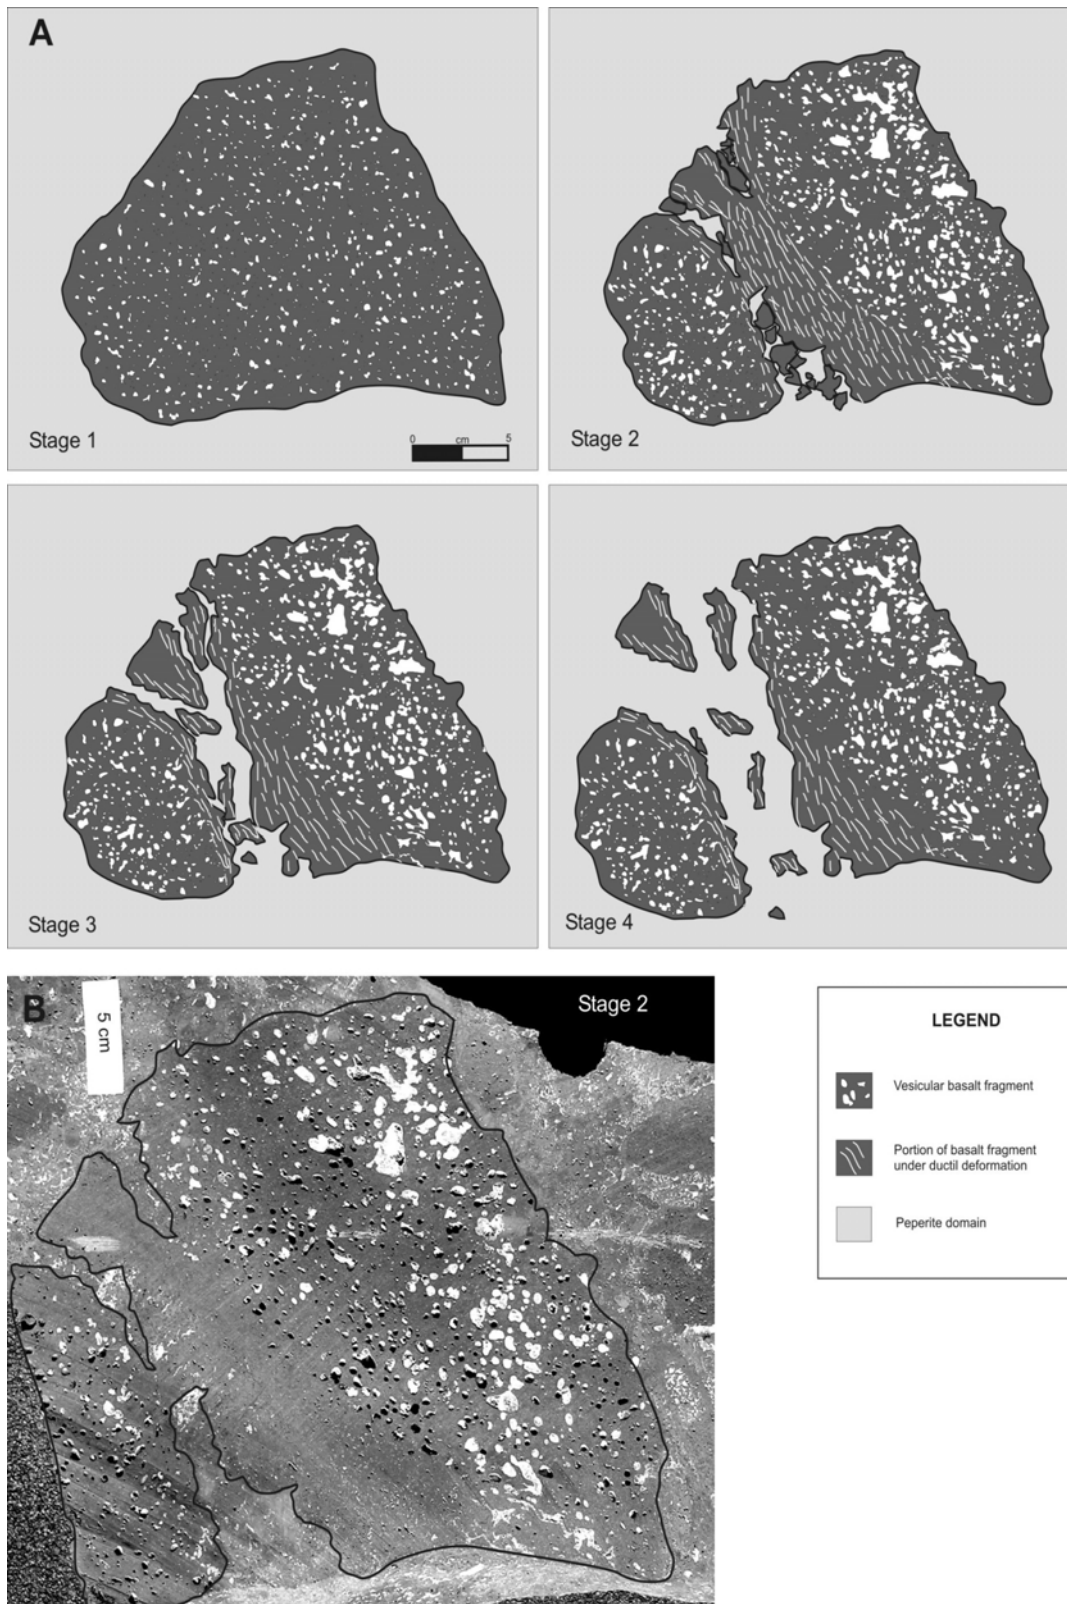 A
Stage 1
0 cm 5
Stage 2
Stage 3
Stage 4
B
5 cm
Stage 2
LEGEND
Vesicular basalt fragment
Portion of basalt fragment
under ductil deformation
Peperite domain